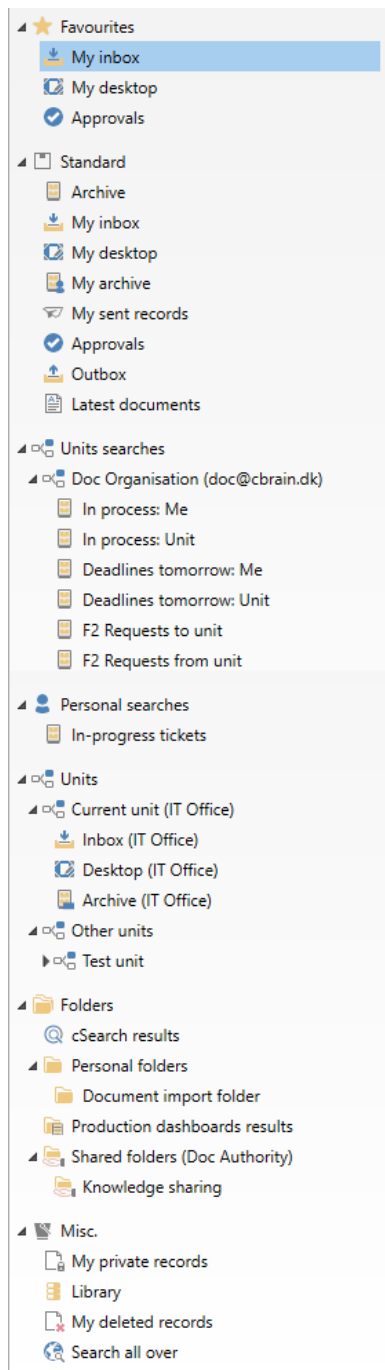 Favourites
My inbox
My desktop
Approvals
Standard
Archive
My inbox
My desktop
My archive
My sent records
Approvals
Outbox
Latest documents
Units searches
Doc Organisation (doc@cbrain.dk)
In process: Me
In process: Unit
Deadlines tomorrow: Me
Deadlines tomorrow: Unit
F2 Requests to unit
F2 Requests from unit
Personal searches
In-progress tickets
Units
Current unit (IT Office)
Inbox (IT Office)
Desktop (IT Office)
Archive (IT Office)
Other units
Test unit
Folders
cSearch results
Personal folders
Document import folder
Production dashboards results
Shared folders (Doc Authority)
Knowledge sharing
Misc.
My private records
Library
My deleted records
Search all over